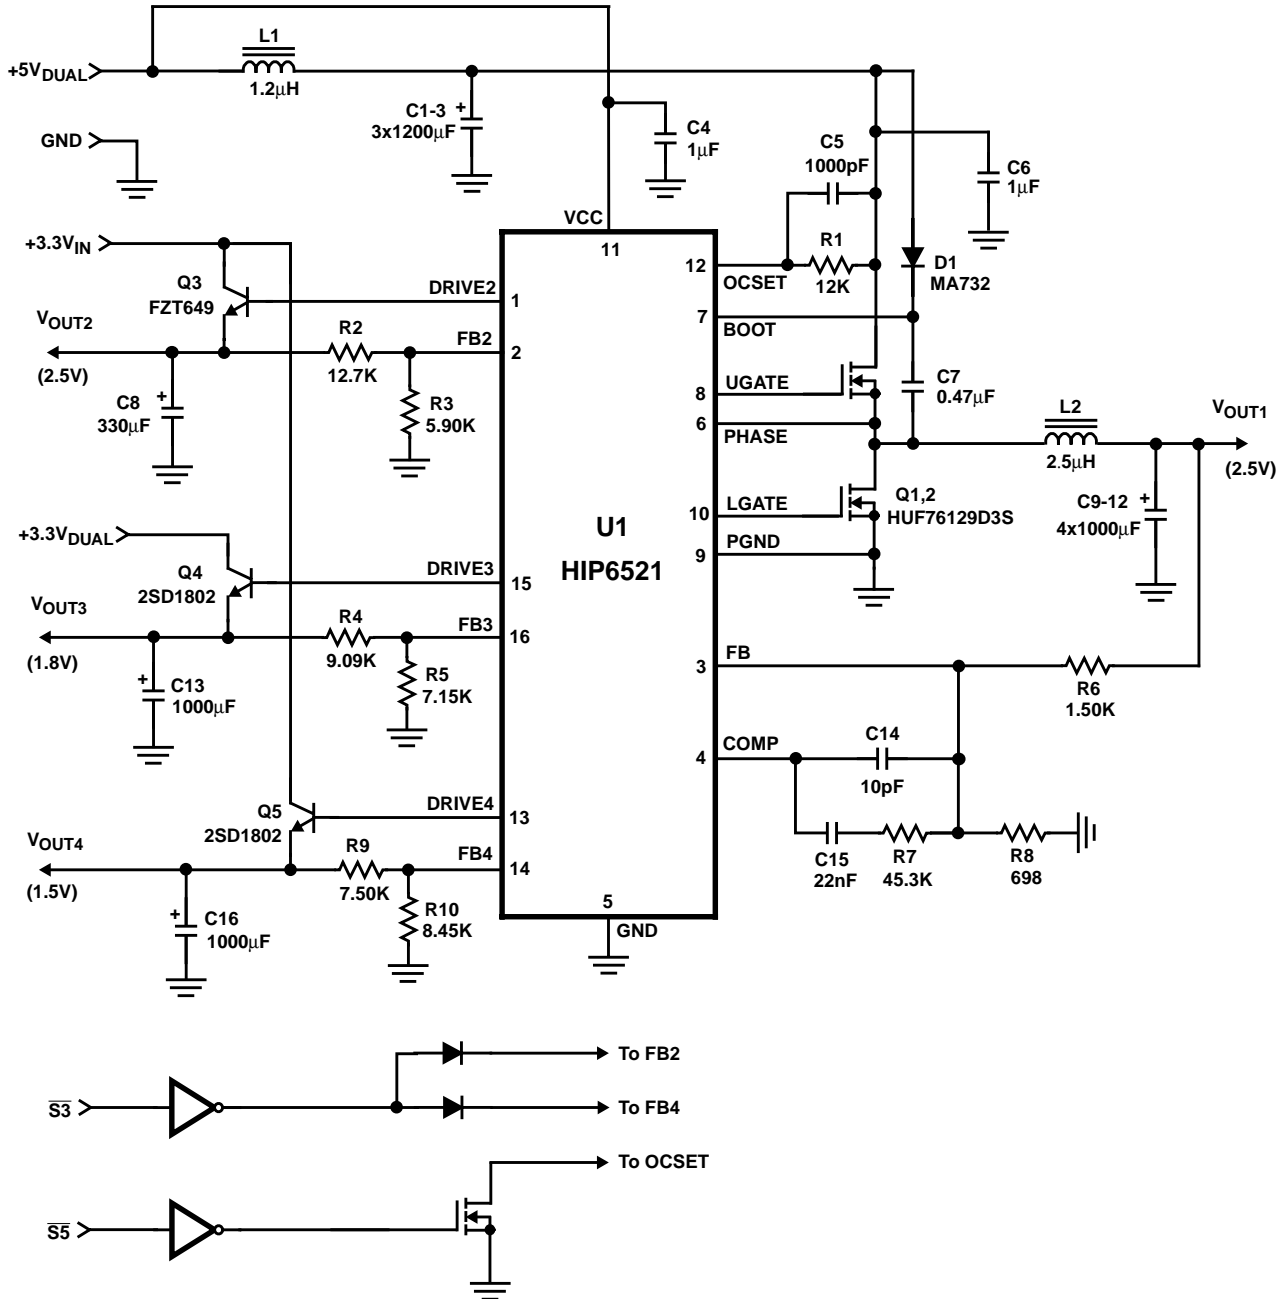 L1
+5VDUAL
1.2μH
C1-3 +
3x1200μF
GND
C4
1μF
C5
1000pF
C6
1μF
VCC
11
+3.3VIN
Q3
FZT649
DRIVE2
1
12
OCSET
R1
12K
D1
MA732
7
BOOT
VOUT2
(2.5V)
R2
12.7K
FB2
2
C8 +
330μF
R3
5.90K
8
UGATE
6
PHASE
C7
0.47μF
L2
2.5μH
VOUT1
(2.5V)
10
LGATE
Q1,2
HUF76129D3S
C9-12 +
4x1000μF
9
PGND
U1
HIP6521
+3.3VDUAL
Q4
2SD1802
DRIVE3
15
VOUT3
(1.8V)
R4
9.09K
FB3
16
+ C13
1000μF
R5
7.15K
3
FB
R6
1.50K
4
COMP
C14
10pF
C15
22nF
R7
45.3K
R8
698
Q5
2SD1802
DRIVE4
13
VOUT4
(1.5V)
R9
7.50K
FB4
14
+ C16
1000μF
R10
8.45K
5
GND
S3
To FB2
To FB4
S5
To OCSET